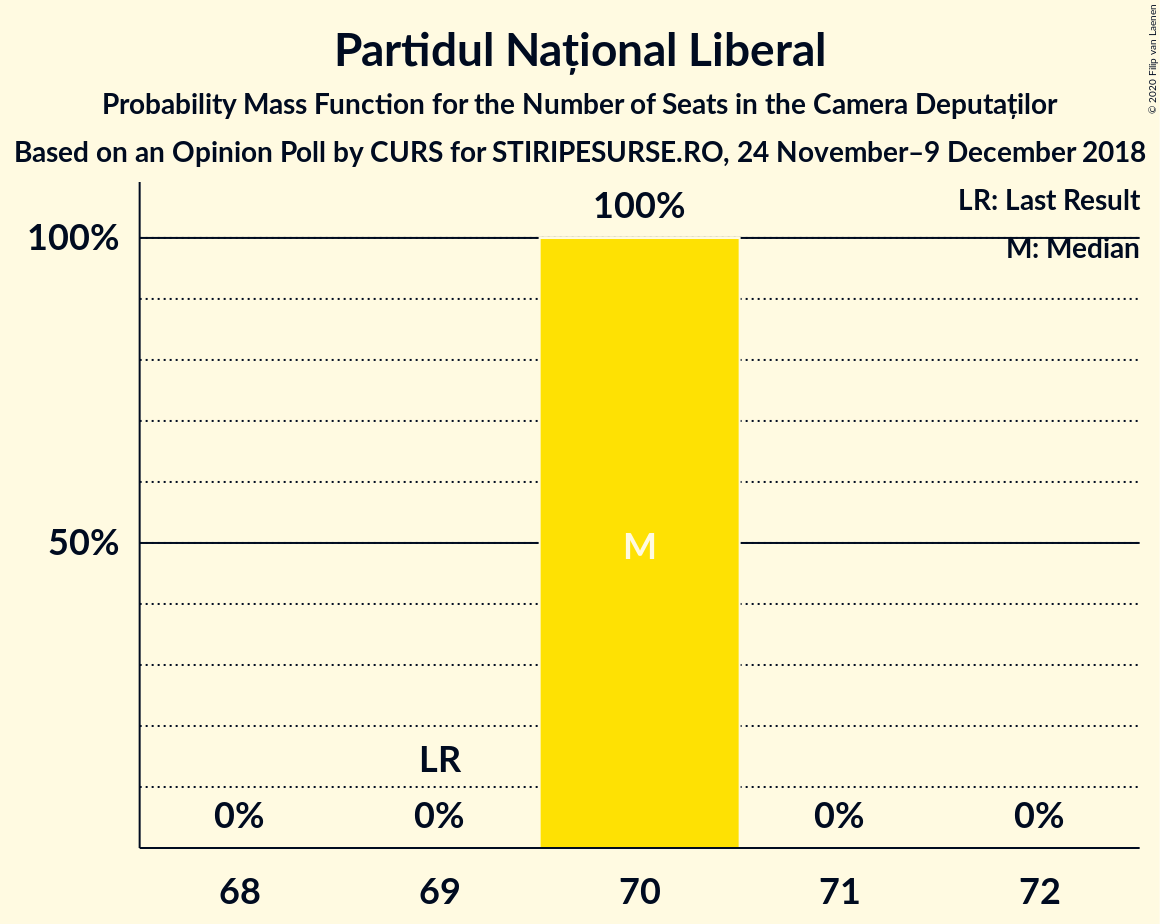 Partidul Național Liberal
Probability Mass Function for the Number of Seats in the Camera Deputaților
Based on an Opinion Poll by CURS for STIRIPESURSE.RO, 24 November–9 December 2018
© 2020 Filip van Laenen
LR: Last Result
M: Median
100%
100%
50%
M
LR
0%
0%
0%
0%
68
69
70
71
72